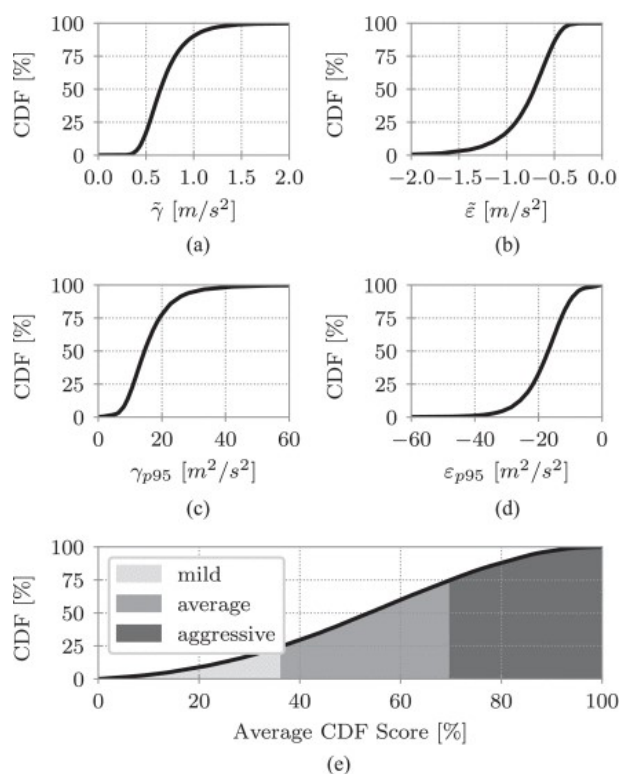 100
75
50
25
0
CDF [%]
0.0 0.5 1.0 1.5 2.0
γ̃ [m/s²]
(a)
100
75
50
25
0
CDF [%]
−2.0 −1.5 −1.0 −0.5 0.0
ε̃ [m/s²]
(b)
100
75
50
25
0
CDF [%]
0 20 40 60
γp95 [m²/s²]
(c)
100
75
50
25
0
CDF [%]
−60 −40 −20 0
εp95 [m²/s²]
(d)
100
75
50
25
0
CDF [%]
mild
average
aggressive
0 20 40 60 80 100
Average CDF Score [%]
(e)